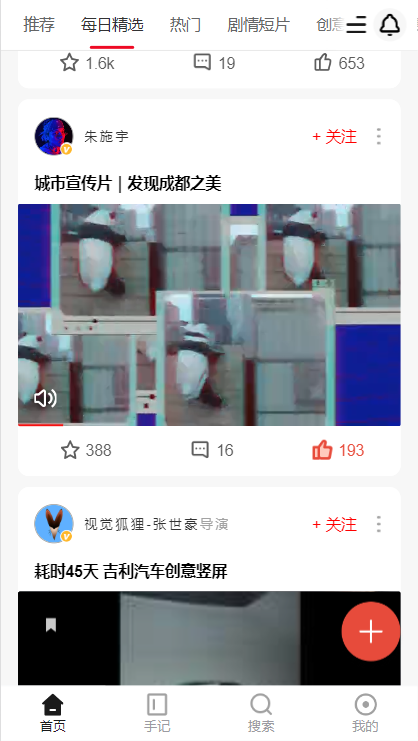 推荐 每日精选 热门 剧情短片
1.6k 19 653
朱施宇 + 关注
城市宣传片 | 发现成都之美
388 16 193
视觉狐狸-张世豪导演 + 关注
耗时45天 吉利汽车创意竖屏
首页 手记 搜索 我的